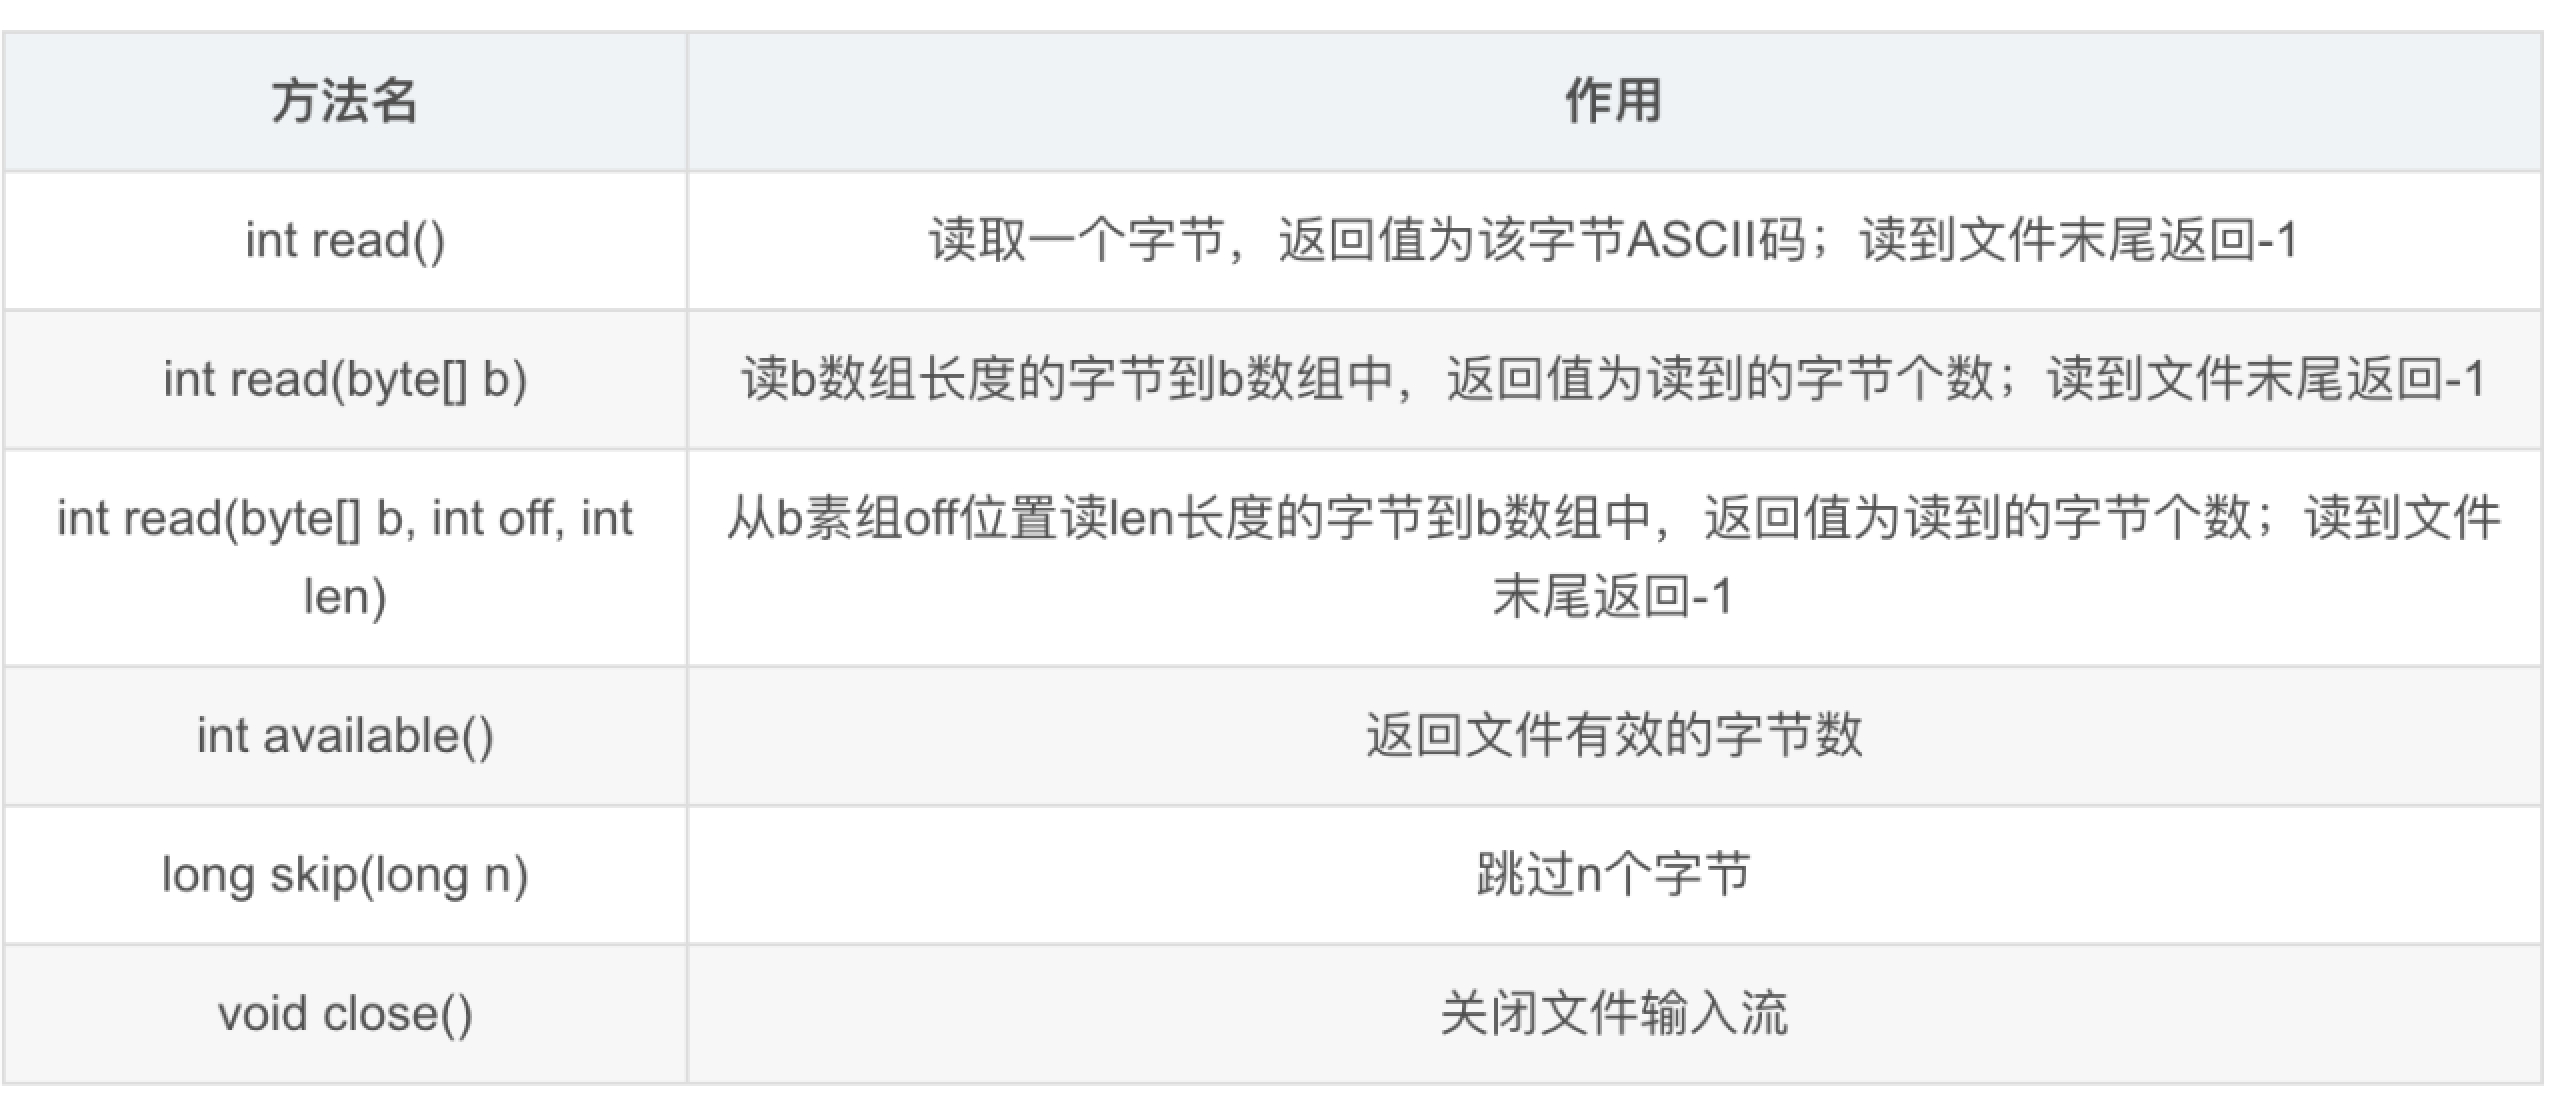 方法名
作用
int read()
读取一个字节，返回值为该字节ASCII码；读到文件末尾返回-1
int read(byte[] b)
读b数组长度的字节到b数组中，返回值为读到的字节个数；读到文件末尾返回-1
int read(byte[] b, int off, int
len)
从b素组off位置读len长度的字节到b数组中，返回值为读到的字节个数；读到文件
末尾返回-1
int available()
返回文件有效的字节数
long skip(long n)
跳过n个字节
void close()
关闭文件输入流